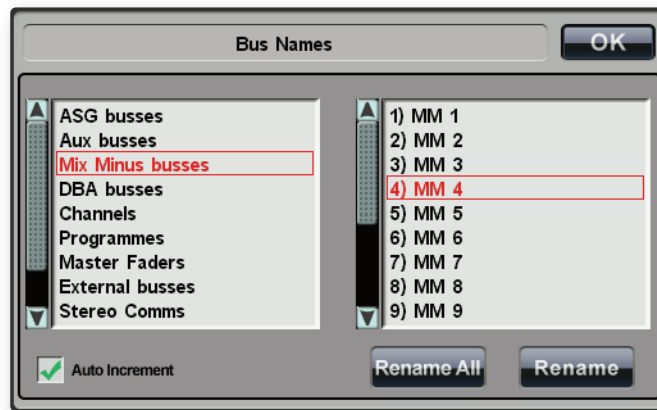 Bus Names
OK
ASG busses
Aux busses
Mix Minus busses
DBA busses
Channels
Programmes
Master Faders
External busses
Stereo Comms
1) MM 1
2) MM 2
3) MM 3
4) MM 4
5) MM 5
6) MM 6
7) MM 7
8) MM 8
9) MM 9
Auto Increment
Rename All
Rename